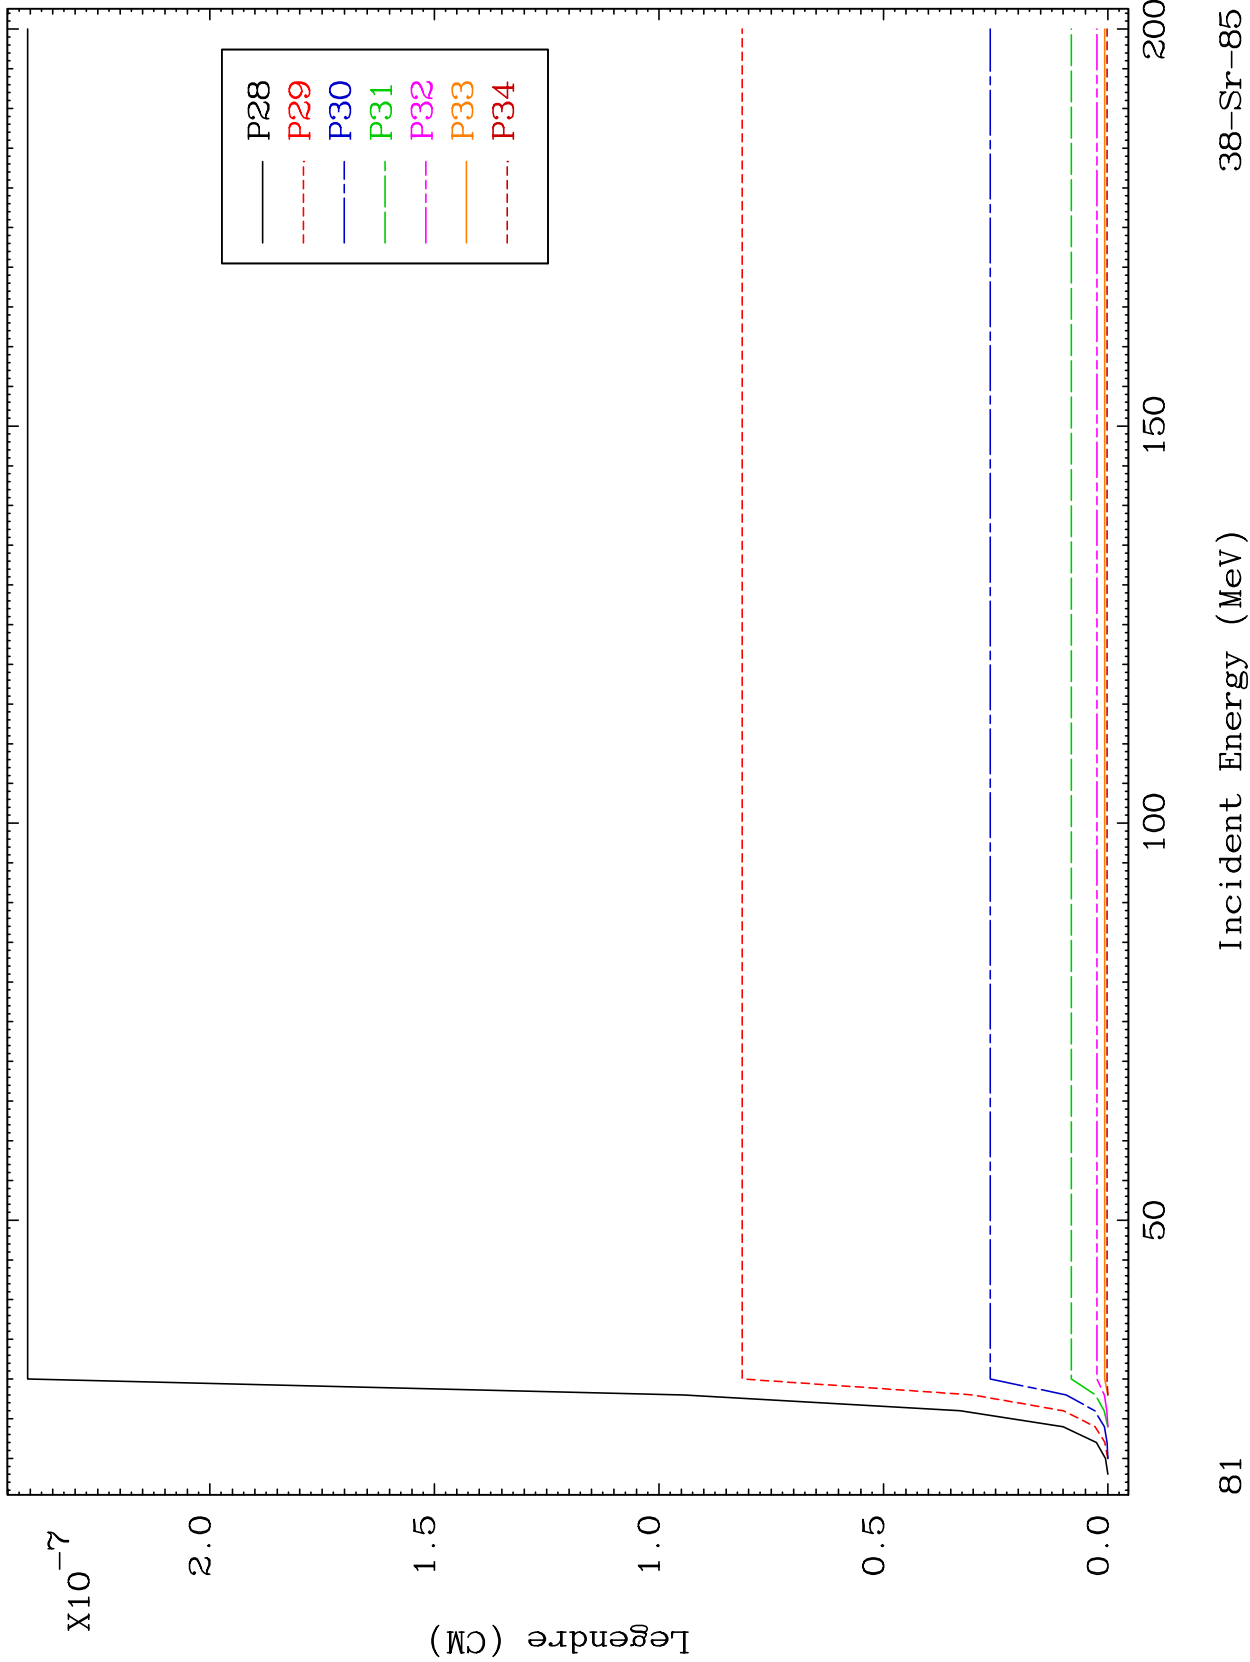 X10-7
2.0
1.5
1.0
0.5
0.0
Legendre (CM)
P28
P29
P30
P31
P32
P33
P34
50
100
150
200
Incident Energy (MeV)
81
38-Sr-85